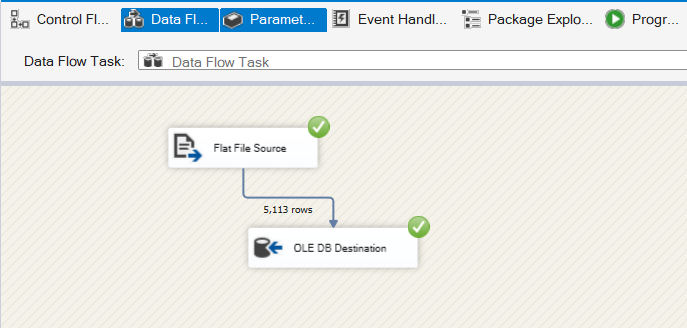 Control Fl... Data Fl... Paramet... Event Handl... Package Explo... Progr...
Data Flow Task: Data Flow Task
Flat File Source
5,113 rows
OLE DB Destination